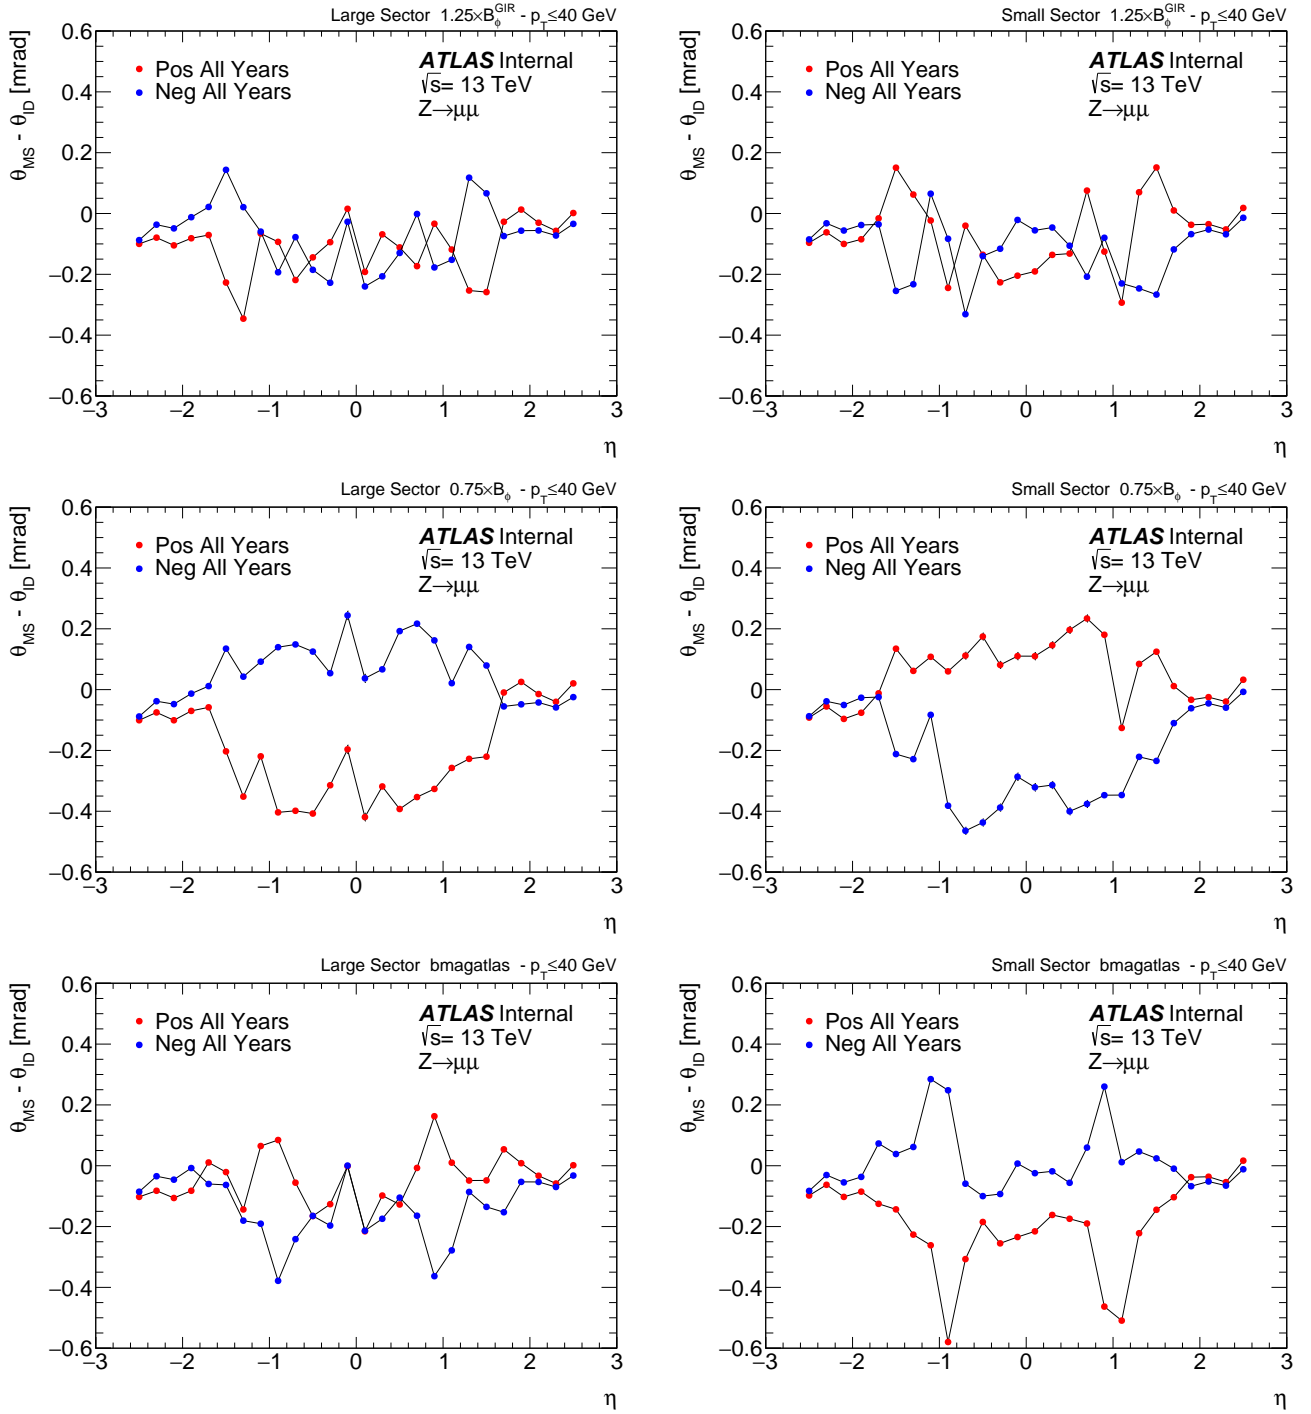 Large Sector 1.25×B_ϕ^GIR - p_T≤40 GeV
θ_MS - θ_ID [mrad]
0.6
0.4
0.2
0
−0.2
−0.4
−0.6
Pos All Years
Neg All Years
ATLAS Internal
√s= 13 TeV
Z→μμ
−3 −2 −1 0 1 2 3
η
Small Sector 1.25×B_ϕ^GIR - p_T≤40 GeV
θ_MS - θ_ID [mrad]
0.6
0.4
0.2
0
−0.2
−0.4
−0.6
Pos All Years
Neg All Years
ATLAS Internal
√s= 13 TeV
Z→μμ
−3 −2 −1 0 1 2 3
η
Large Sector 0.75×B_ϕ - p_T≤40 GeV
θ_MS - θ_ID [mrad]
0.6
0.4
0.2
0
−0.2
−0.4
−0.6
Pos All Years
Neg All Years
ATLAS Internal
√s= 13 TeV
Z→μμ
−3 −2 −1 0 1 2 3
η
Small Sector 0.75×B_ϕ - p_T≤40 GeV
θ_MS - θ_ID [mrad]
0.6
0.4
0.2
0
−0.2
−0.4
−0.6
Pos All Years
Neg All Years
ATLAS Internal
√s= 13 TeV
Z→μμ
−3 −2 −1 0 1 2 3
η
Large Sector bmagatlas - p_T≤40 GeV
θ_MS - θ_ID [mrad]
0.6
0.4
0.2
0
−0.2
−0.4
−0.6
Pos All Years
Neg All Years
ATLAS Internal
√s= 13 TeV
Z→μμ
−3 −2 −1 0 1 2 3
η
Small Sector bmagatlas - p_T≤40 GeV
θ_MS - θ_ID [mrad]
0.6
0.4
0.2
0
−0.2
−0.4
−0.6
Pos All Years
Neg All Years
ATLAS Internal
√s= 13 TeV
Z→μμ
−3 −2 −1 0 1 2 3
η